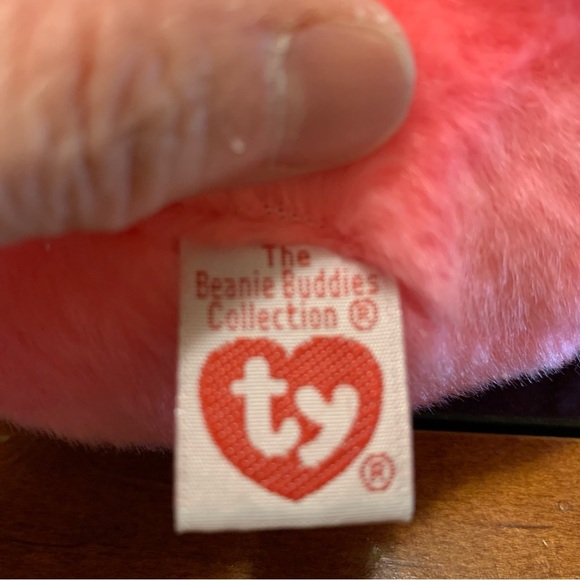 The
Beanie Buddies
Collection ®
ty
®